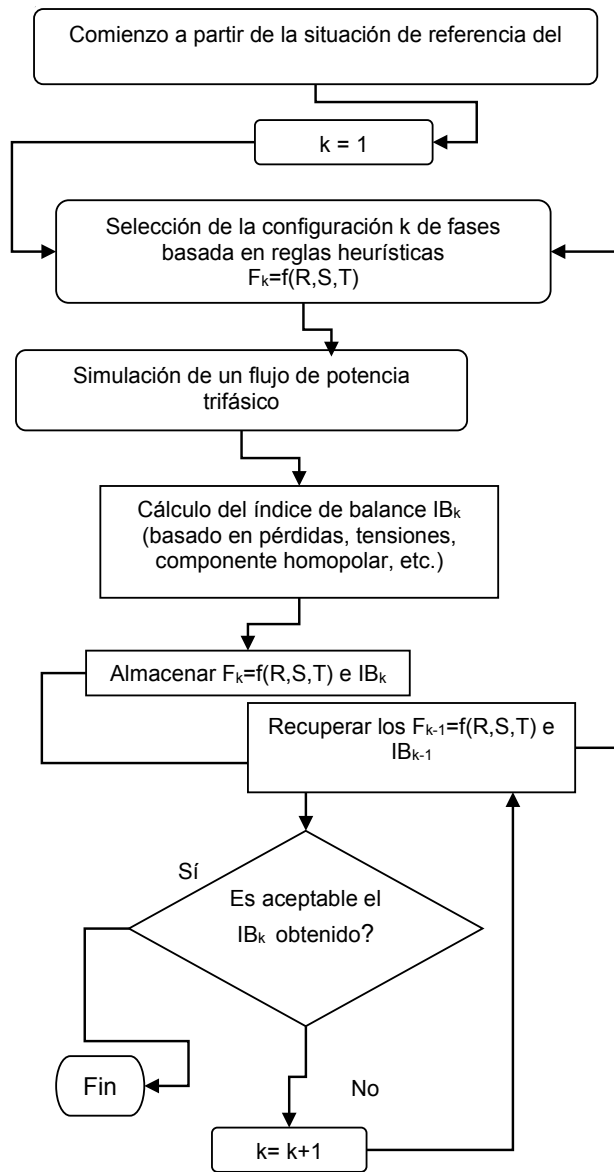 Comienzo a partir de la situación de referencia del
k = 1
Selección de la configuración k de fases
basada en reglas heurísticas
Fk=f(R,S,T)
Simulación de un flujo de potencia
trifásico
Cálculo del índice de balance IBk
(basado en pérdidas, tensiones,
componente homopolar, etc.)
Almacenar Fk=f(R,S,T) e IBk
Recuperar los Fk-1=f(R,S,T) e
IBk-1
Sí
Es aceptable el
IBk obtenido?
Fin
No
k= k+1